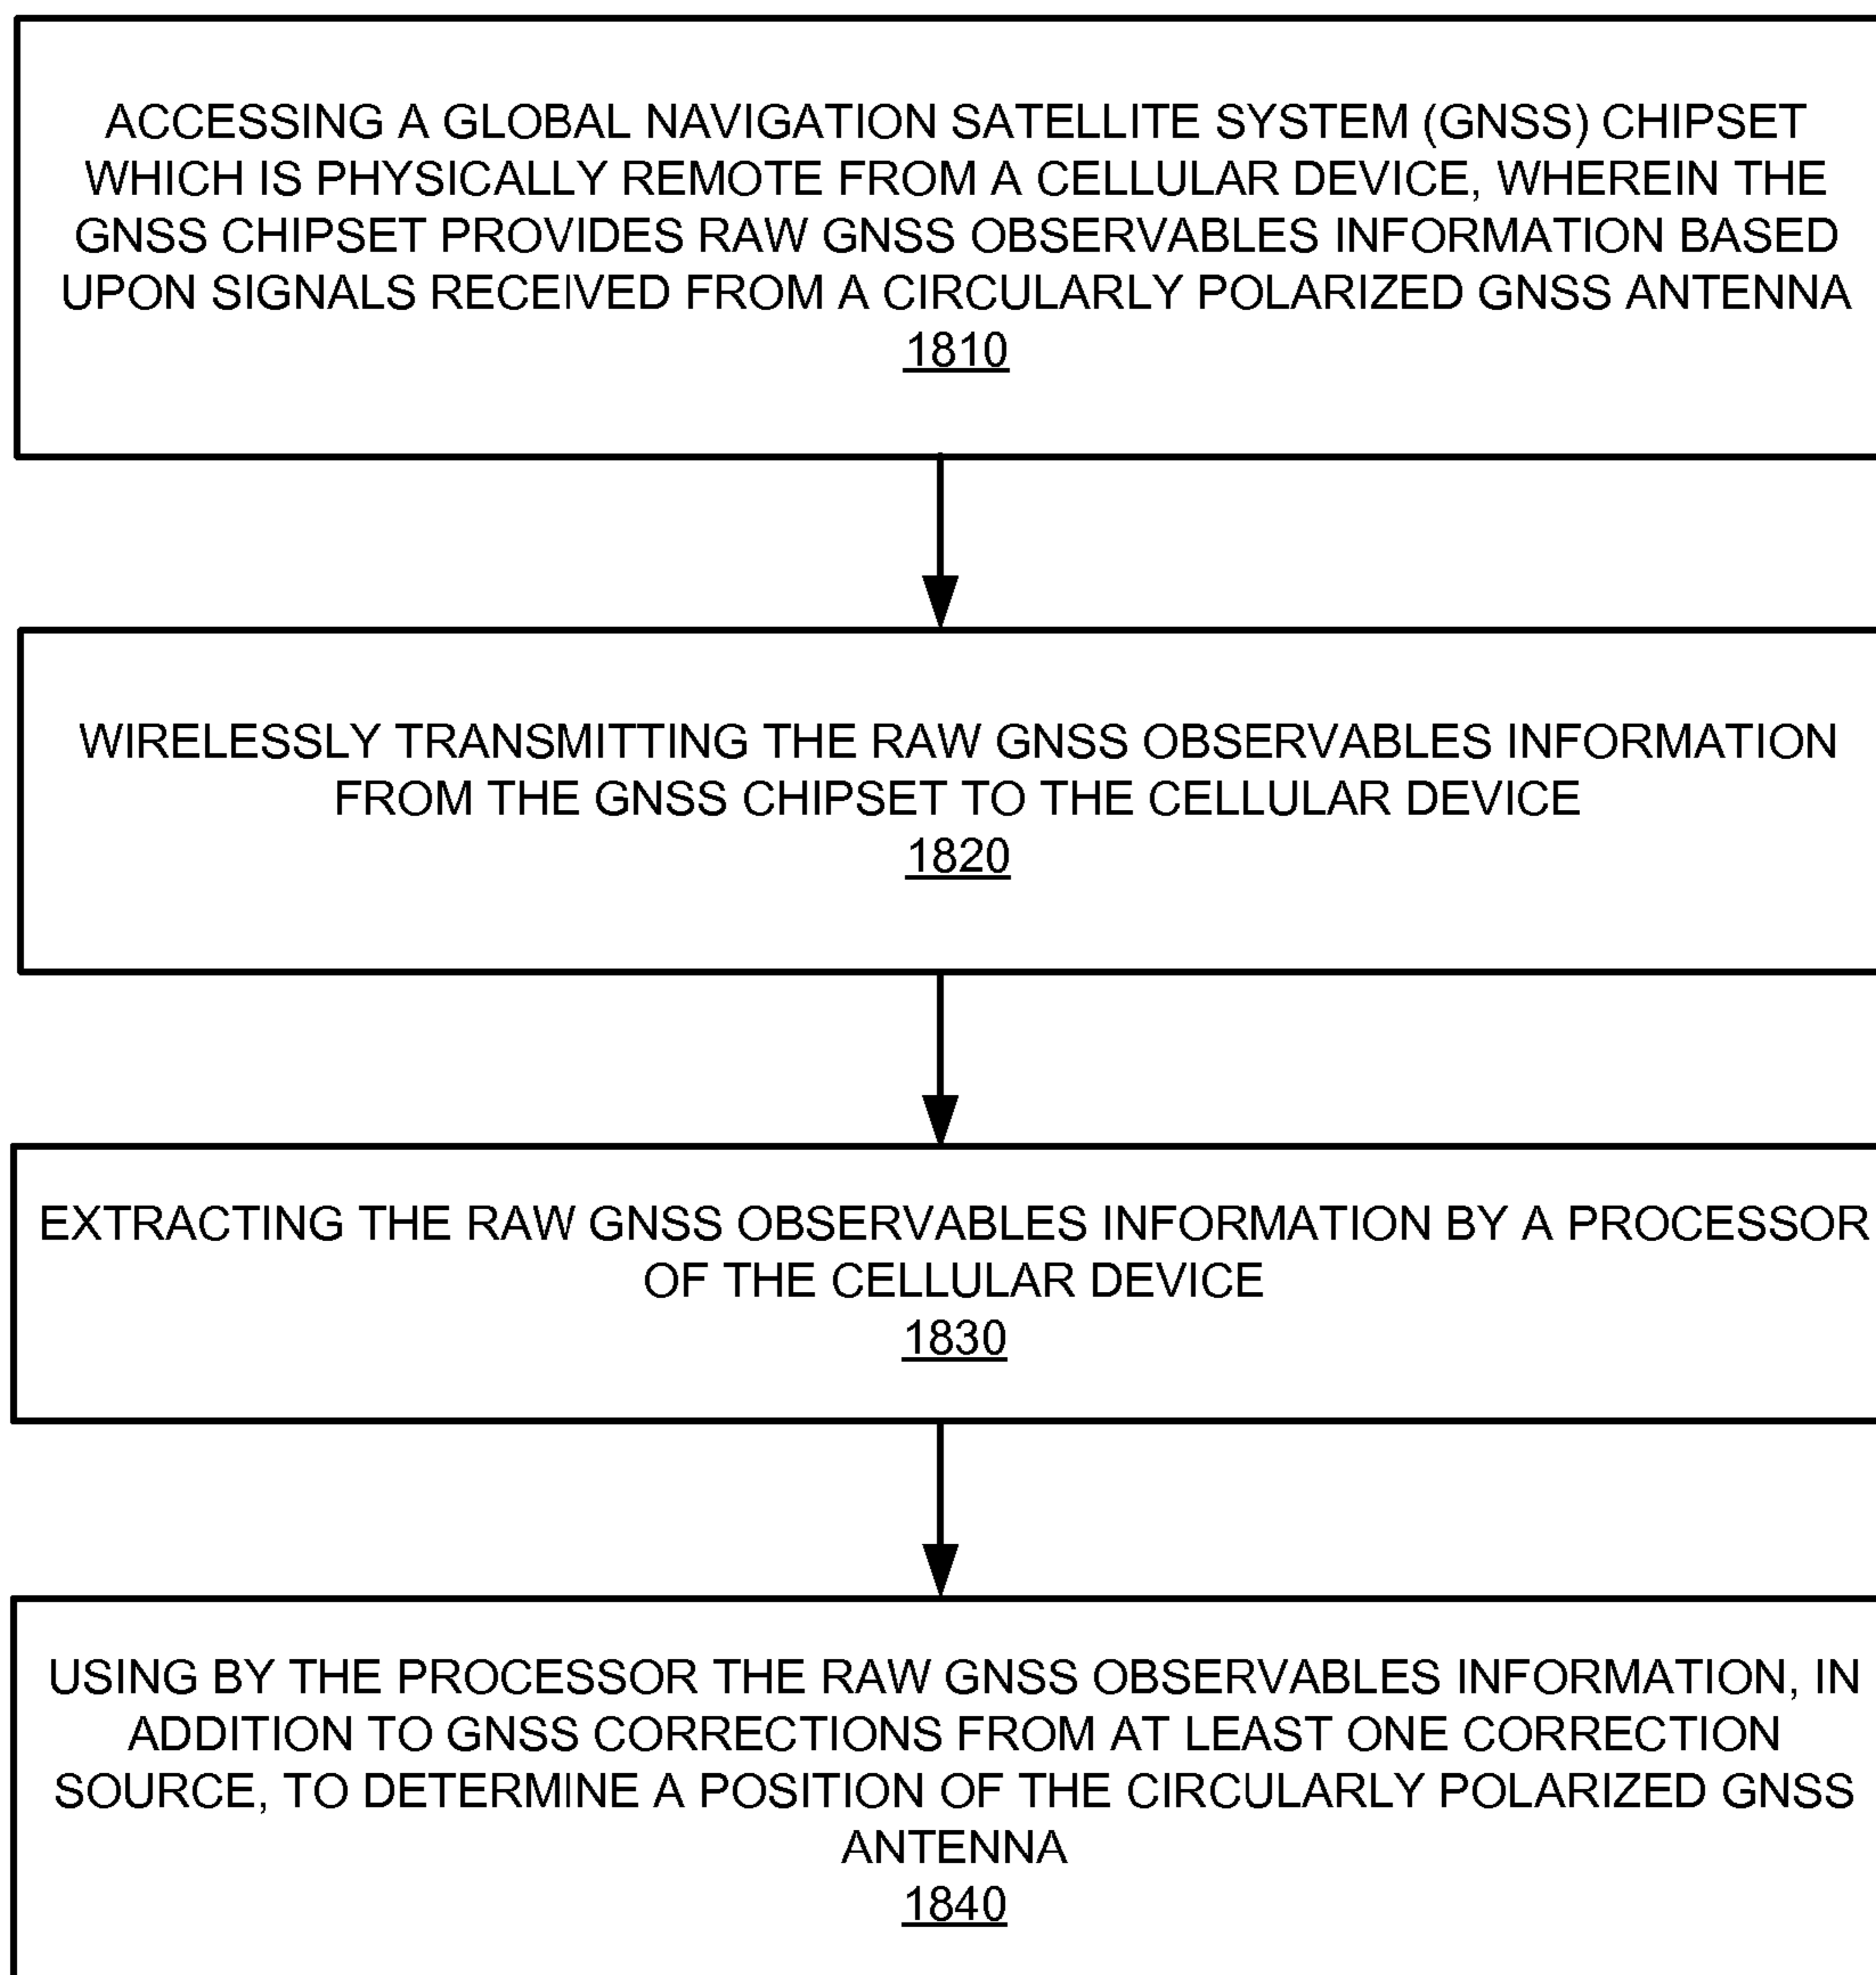 ACCESSING A GLOBAL NAVIGATION SATELLITE SYSTEM (GNSS) CHIPSET
WHICH IS PHYSICALLY REMOTE FROM A CELLULAR DEVICE, WHEREIN THE
GNSS CHIPSET PROVIDES RAW GNSS OBSERVABLES INFORMATION BASED
UPON SIGNALS RECEIVED FROM A CIRCULARLY POLARIZED GNSS ANTENNA
1810
WIRELESSLY TRANSMITTING THE RAW GNSS OBSERVABLES INFORMATION
FROM THE GNSS CHIPSET TO THE CELLULAR DEVICE
1820
EXTRACTING THE RAW GNSS OBSERVABLES INFORMATION BY A PROCESSOR
OF THE CELLULAR DEVICE
1830
USING BY THE PROCESSOR THE RAW GNSS OBSERVABLES INFORMATION, IN
ADDITION TO GNSS CORRECTIONS FROM AT LEAST ONE CORRECTION
SOURCE, TO DETERMINE A POSITION OF THE CIRCULARLY POLARIZED GNSS
ANTENNA
1840